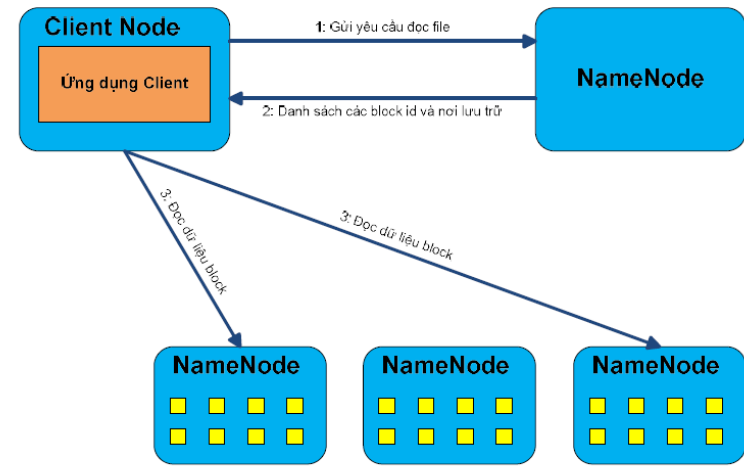 Client Node
Ứng dụng Client
1: Gửi yêu cầu đọc file
NameNode
2: Danh sách các block id và nơi lưu trữ
3: Đọc dữ liệu block
3: Đọc dữ liệu block
NameNode
NameNode
NameNode